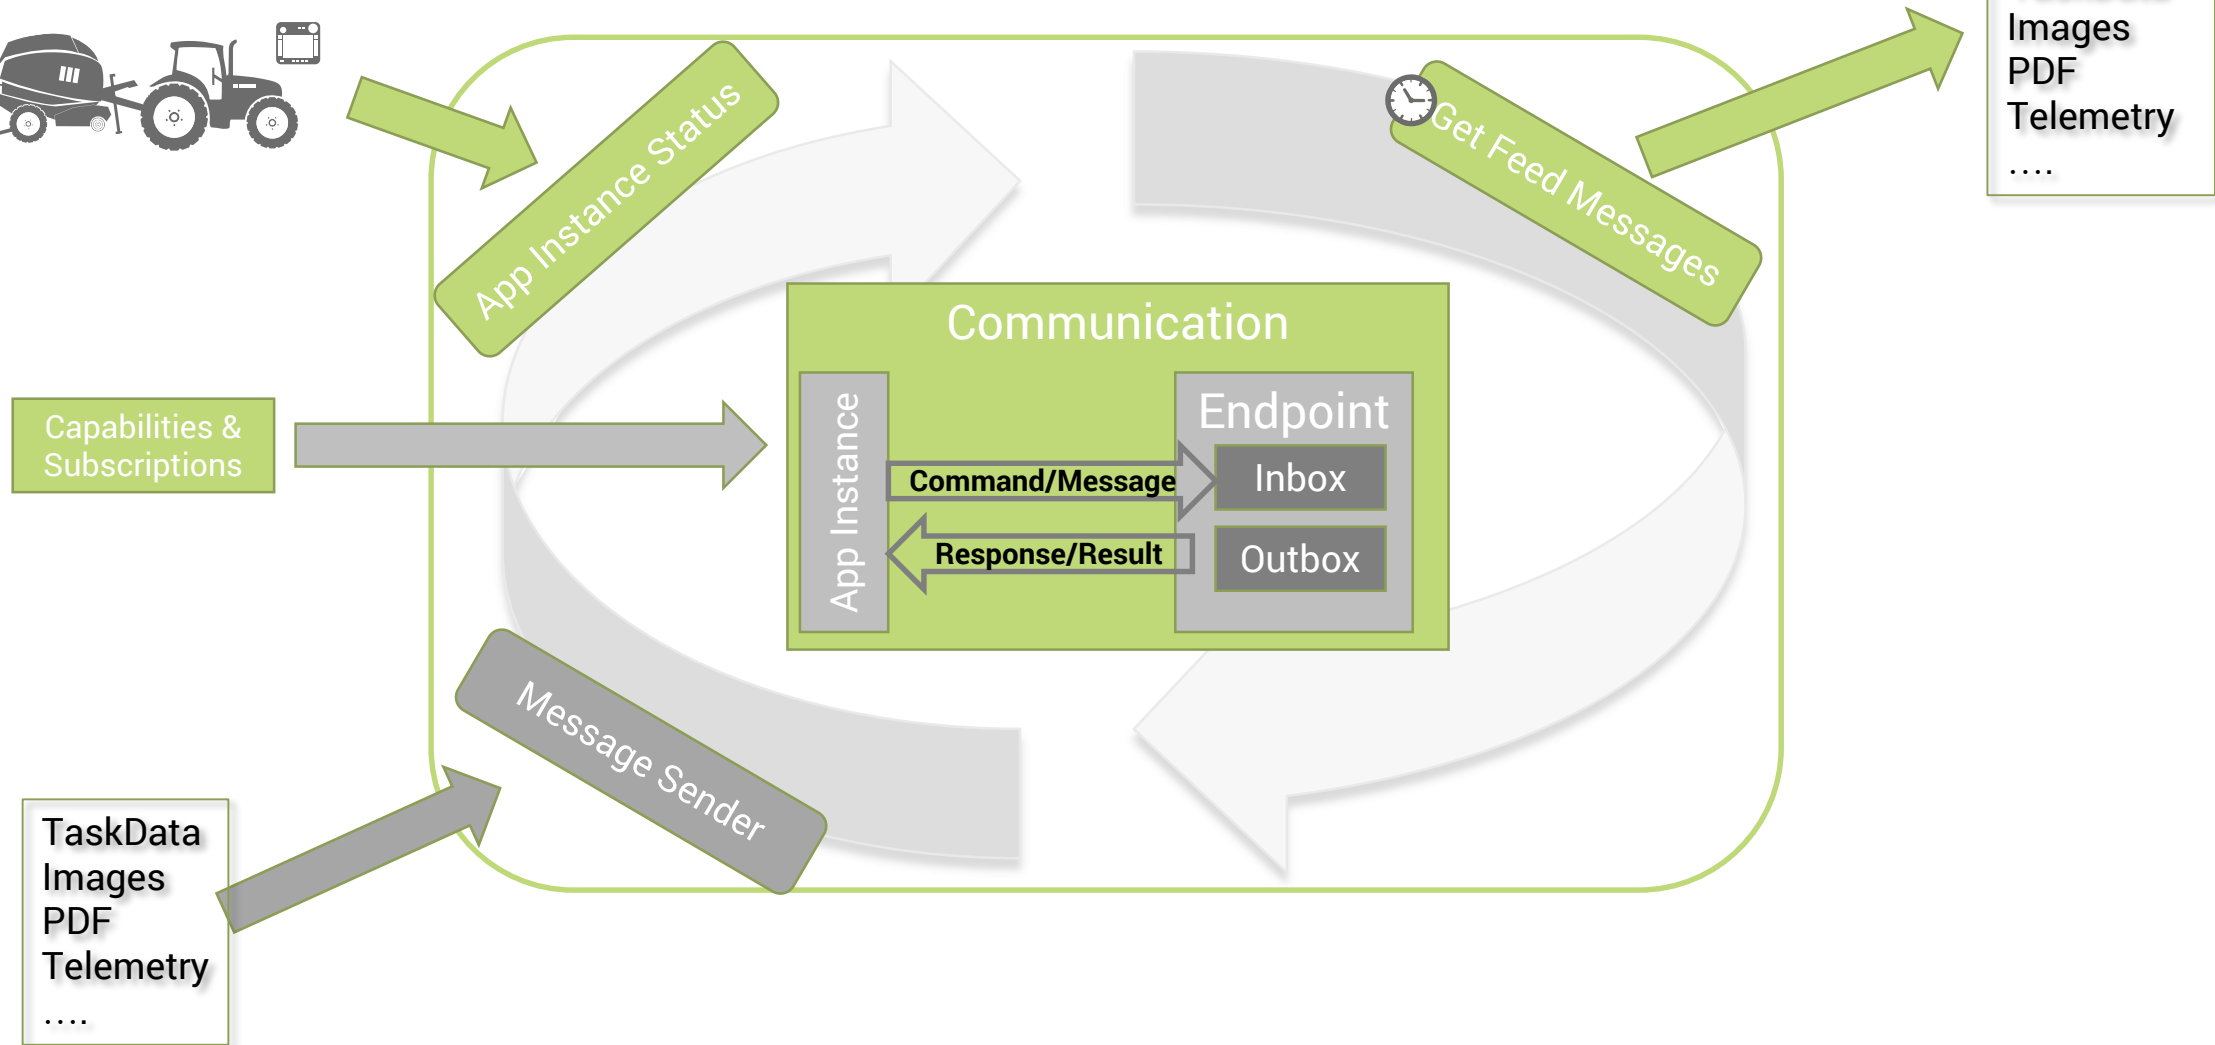 Images
PDF
Telemetry
....
App Instance Status
Get Feed Messages
Communication
Capabilities &
Subscriptions
App Instance
Endpoint
Command/Message
Inbox
Response/Result
Outbox
Message Sender
TaskData
Images
PDF
Telemetry
....